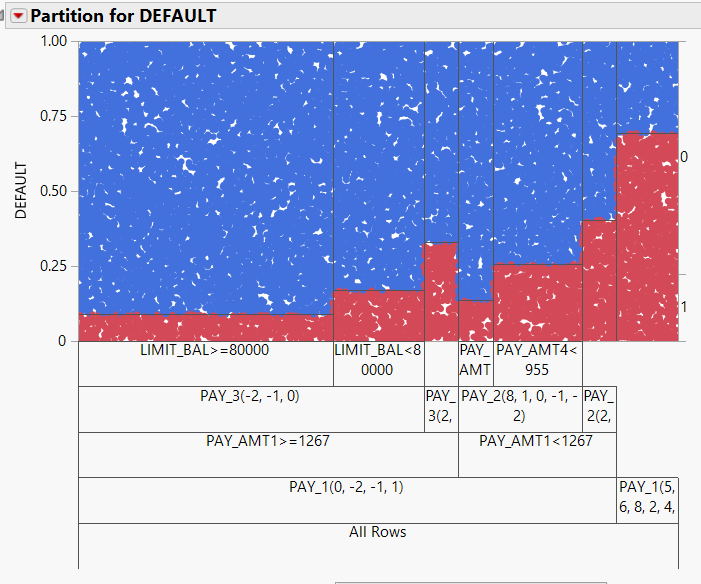 Partition for DEFAULT
1.00
0.75
0.50
0.25
0
DEFAULT
0
1
LIMIT_BAL>=80000
LIMIT_BAL<8
0000
PAY_
AMT
PAY_AMT4<
955
PAY_3(-2, -1, 0)
PAY_
3(2,
PAY_2(8, 1, 0, -1, -
2)
PAY_
2(2,
PAY_AMT1>=1267
PAY_AMT1<1267
PAY_1(0, -2, -1, 1)
PAY_1(5,
6, 8, 2, 4,
All Rows